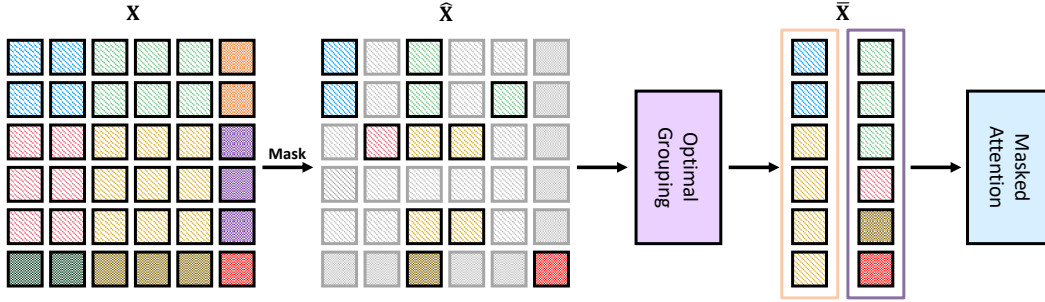 X
X̂
X̄
Mask
Optimal
Grouping
Masked
Attention